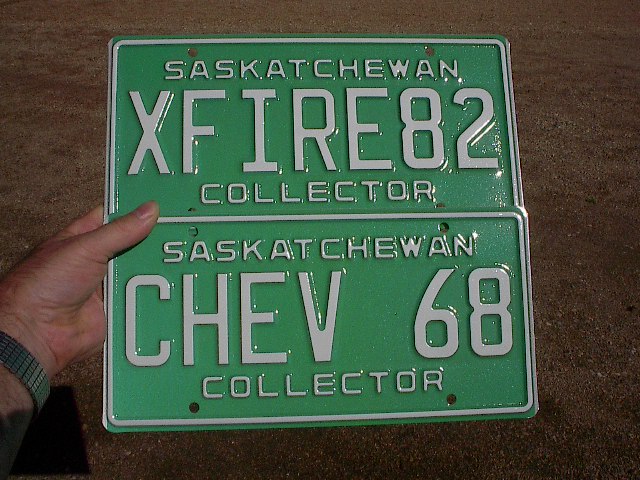 SASKATCHEWAN
XFIRE82
COLLECTOR
SASKATCHEWAN
CHEV 68
COLLECTOR